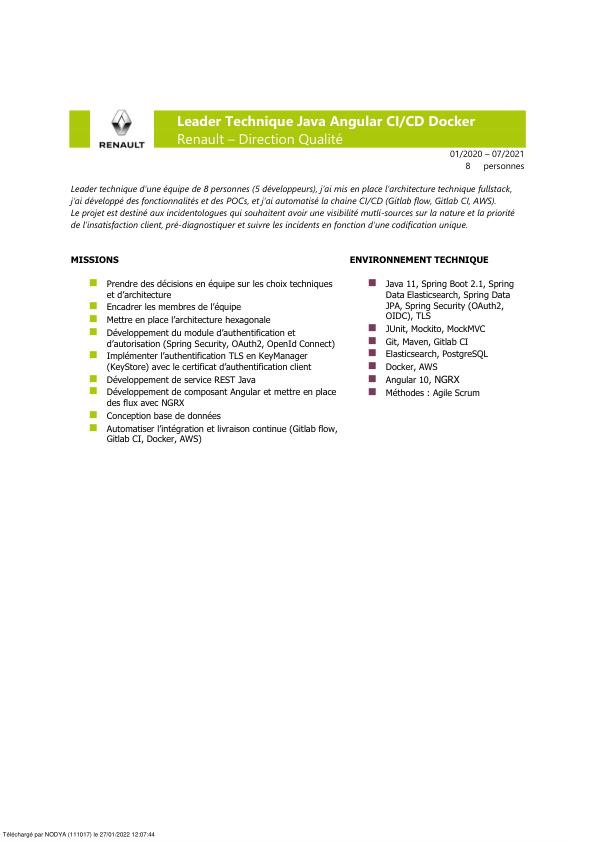 RENAULT
Leader Technique Java Angular CI/CD Docker
Renault – Direction Qualité
01/2020 – 07/2021
8 personnes
Leader technique d'une équipe de 8 personnes (5 développeurs), j'ai mis en place l'architecture technique fullstack,
j'ai développé des fonctionnalités et des POCs, et j'ai automatisé la chaine CI/CD (Gitlab flow, Gitlab CI, AWS).
Le projet est destiné aux incidentologues qui souhaitent avoir une visibilité mutli-sources sur la nature et la priorité
de l'insatisfaction client, pré-diagnostiquer et suivre les incidents en fonction d'une codification unique.
MISSIONS
Prendre des décisions en équipe sur les choix techniques
et d'architecture
Encadrer les membres de l'équipe
Mettre en place l'architecture hexagonale
Développement du module d'authentification et
d'autorisation (Spring Security, OAuth2, OpenId Connect)
Implémenter l'authentification TLS en KeyManager
(KeyStore) avec le certificat d'authentification client
Développement de service REST Java
Développement de composant Angular et mettre en place
des flux avec NGRX
Conception base de données
Automatiser l'intégration et livraison continue (Gitlab flow,
Gitlab CI, Docker, AWS)
ENVIRONNEMENT TECHNIQUE
Java 11, Spring Boot 2.1, Spring
Data Elasticsearch, Spring Data
JPA, Spring Security (OAuth2,
OIDC), TLS
JUnit, Mockito, MockMVC
Git, Maven, Gitlab CI
Elasticsearch, PostgreSQL
Docker, AWS
Angular 10, NGRX
Méthodes : Agile Scrum
Téléchargé par NODYA (111017) le 27/01/2022 12:07:44